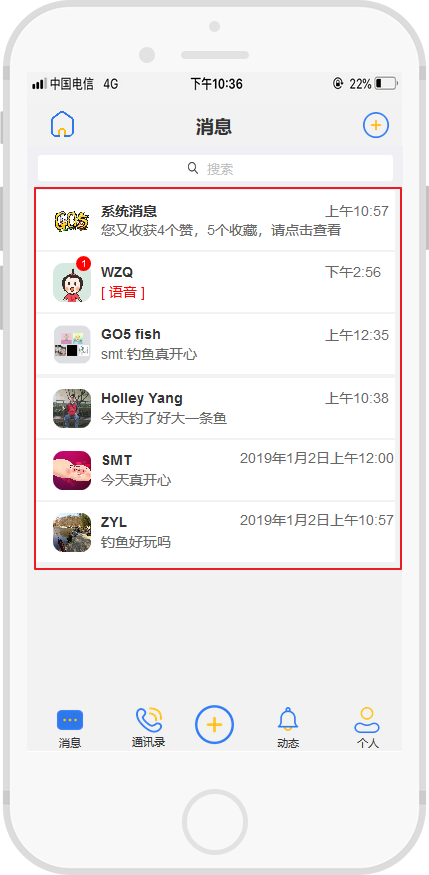 中国电信 4G 下午10:36 22%
消息
搜索
GO5
系统消息 上午10:57
您又收获4个赞，5个收藏，请点击查看
1
WZQ 下午2:56
[ 语音 ]
GO5 fish 上午12:35
smt:钓鱼真开心
Holley Yang 上午10:38
今天钓了好大一条鱼
SMT 2019年1月2日上午12:00
今天真开心
ZYL 2019年1月2日上午10:57
钓鱼好玩吗
消息 通讯录 动态 个人